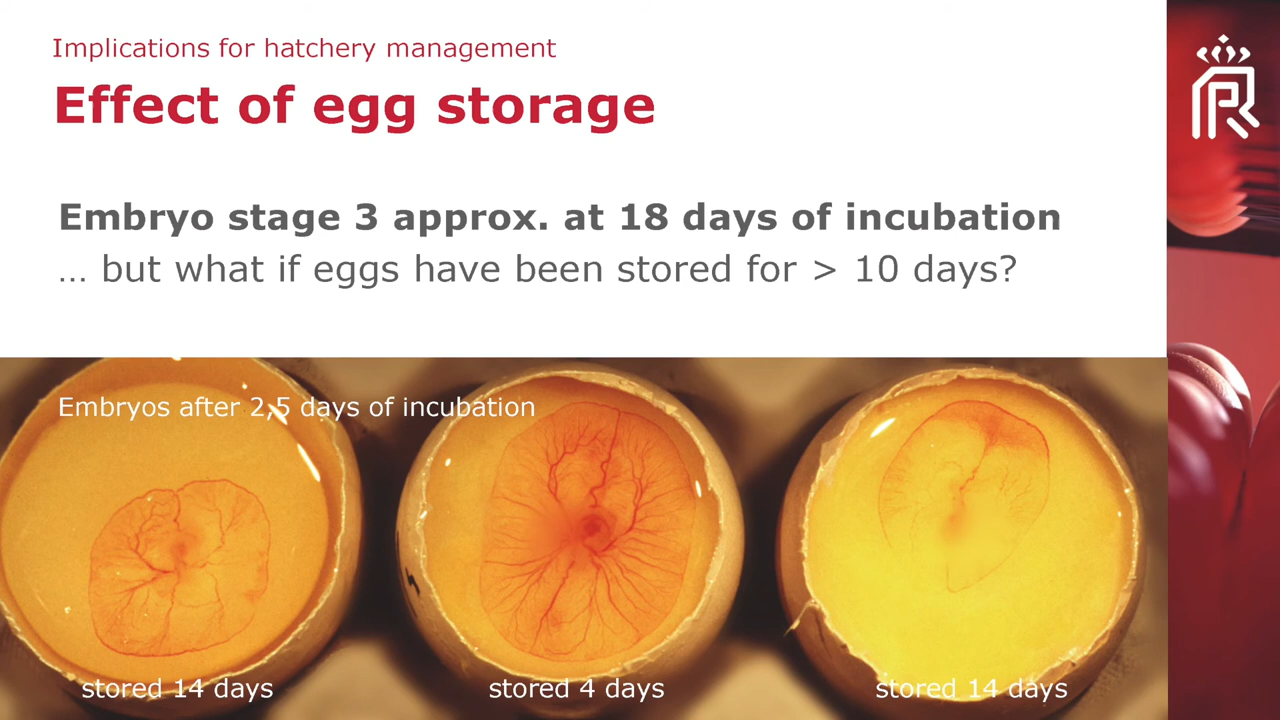 Implications for hatchery management
Effect of egg storage
Embryo stage 3 approx. at 18 days of incubation
… but what if eggs have been stored for > 10 days?
Embryos after 2,5 days of incubation
stored 14 days
stored 4 days
stored 14 days